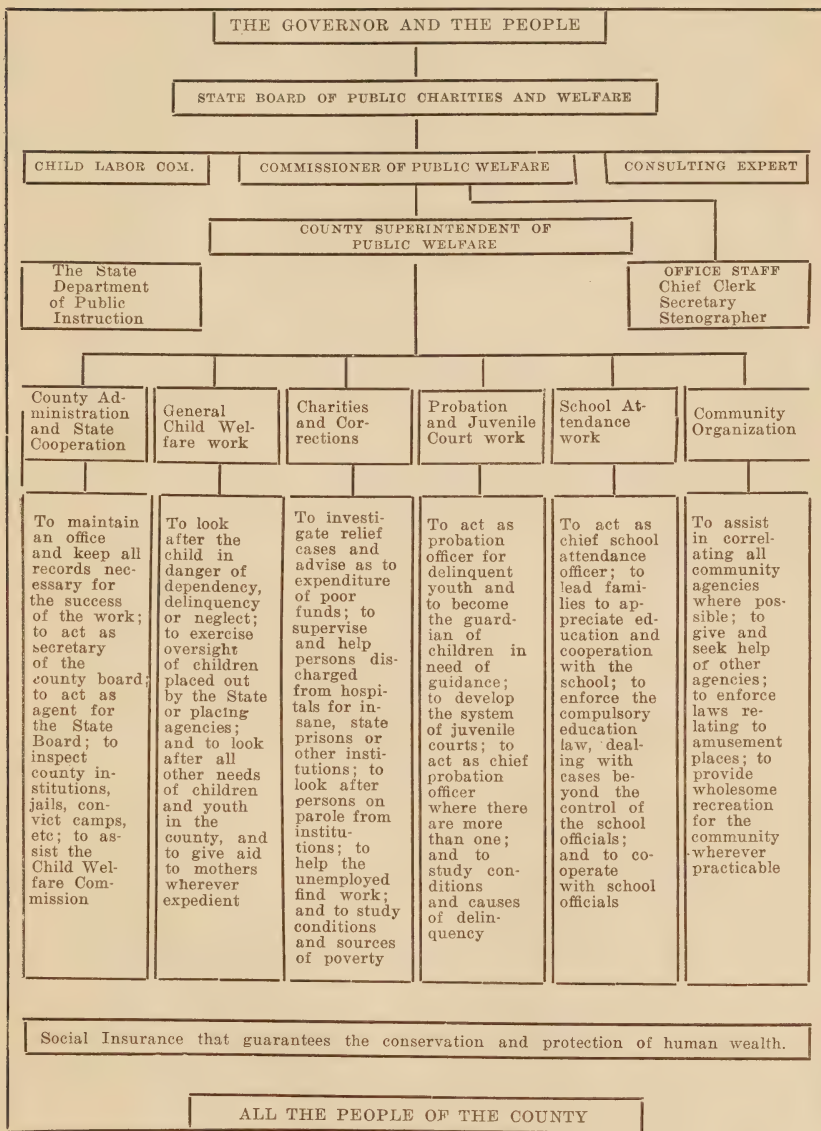 THE GOVERNOR AND THE PEOPLE
STATE BOARD OF PUBLIC CHARITIES AND WELFARE
CHILD LABOR COM.
COMMISSIONER OF PUBLIC WELFARE
CONSULTING EXPERT
COUNTY SUPERINTENDENT OF
PUBLIC WELFARE
The State
Department
of Public
Instruction
OFFICE STAFF
Chief Clerk
Secretary
Stenographer
County Ad-
ministration
and State
Cooperation
General
Child Wel-
fare work
Charities
and Cor-
rections
Probation
and Juvenile
Court work
School At-
tendance
work
Community
Organization
To maintain
an office
and keep all
records nec-
essary for
the success
of the work;
to act as
secretary
of the
county board;
to act as
agent for
the State
Board; to
inspect
county in-
stitutions,
jails, con-
vict camps,
etc; to as-
sist the
Child Wel-
fare Com-
mission
To look
after the
child in
danger of
dependency,
delinquency
or neglect;
to exercise
oversight
of children
placed out
by the State
or placing
agencies;
and to look
after all
other needs
of children
and youth
in the
county, and
to give aid
to mothers
wherever
expedient
To investi-
gate relief
cases and
advise as to
expenditure
of poor
funds; to
supervise
and help
persons dis-
charged
from hospi-
tals for in-
sane, state
prisons or
other insti-
tutions; to
look after
persons on
parole from
institu-
tions; to
help the
unemployed
find work;
and to study
conditions
and sources
of poverty
To act as
probation
officer for
delinquent
youth and
to become
the guard-
ian of
children in
need of
guidance;
to develop
the system
of juvenile
courts; to
act as chief
probation
officer
where there
are more
than one;
and to
study con-
ditions
and causes
of delin-
quency
To act as
chief school
attendance
officer; to
lead fami-
lies to ap-
preciate ed-
ucation and
cooperation
with the
school; to
enforce the
compulsory
education
law, deal-
ing with
cases be-
yond the
control of
the school
officials;
and to co-
operate
with school
officials
To assist
in correl-
ating all
community
agencies
where pos-
sible; to
give and
seek help
of other
agencies;
to enforce
laws re-
lating to
amusement
places; to
provide
wholesome
recreation
for the
community
wherever
practicable
Social Insurance that guarantees the conservation and protection of human wealth.
ALL THE PEOPLE OF THE COUNTY